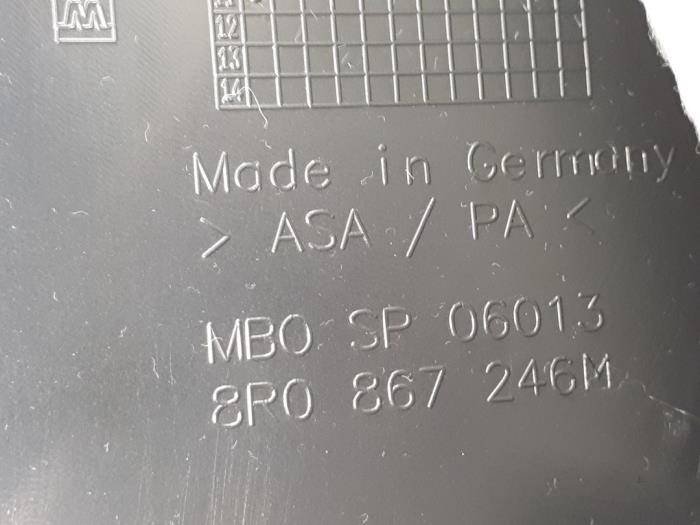 12
13
14
Made in Germany
> ASA / PA <
MBO SP 06013
8R0 867 246M